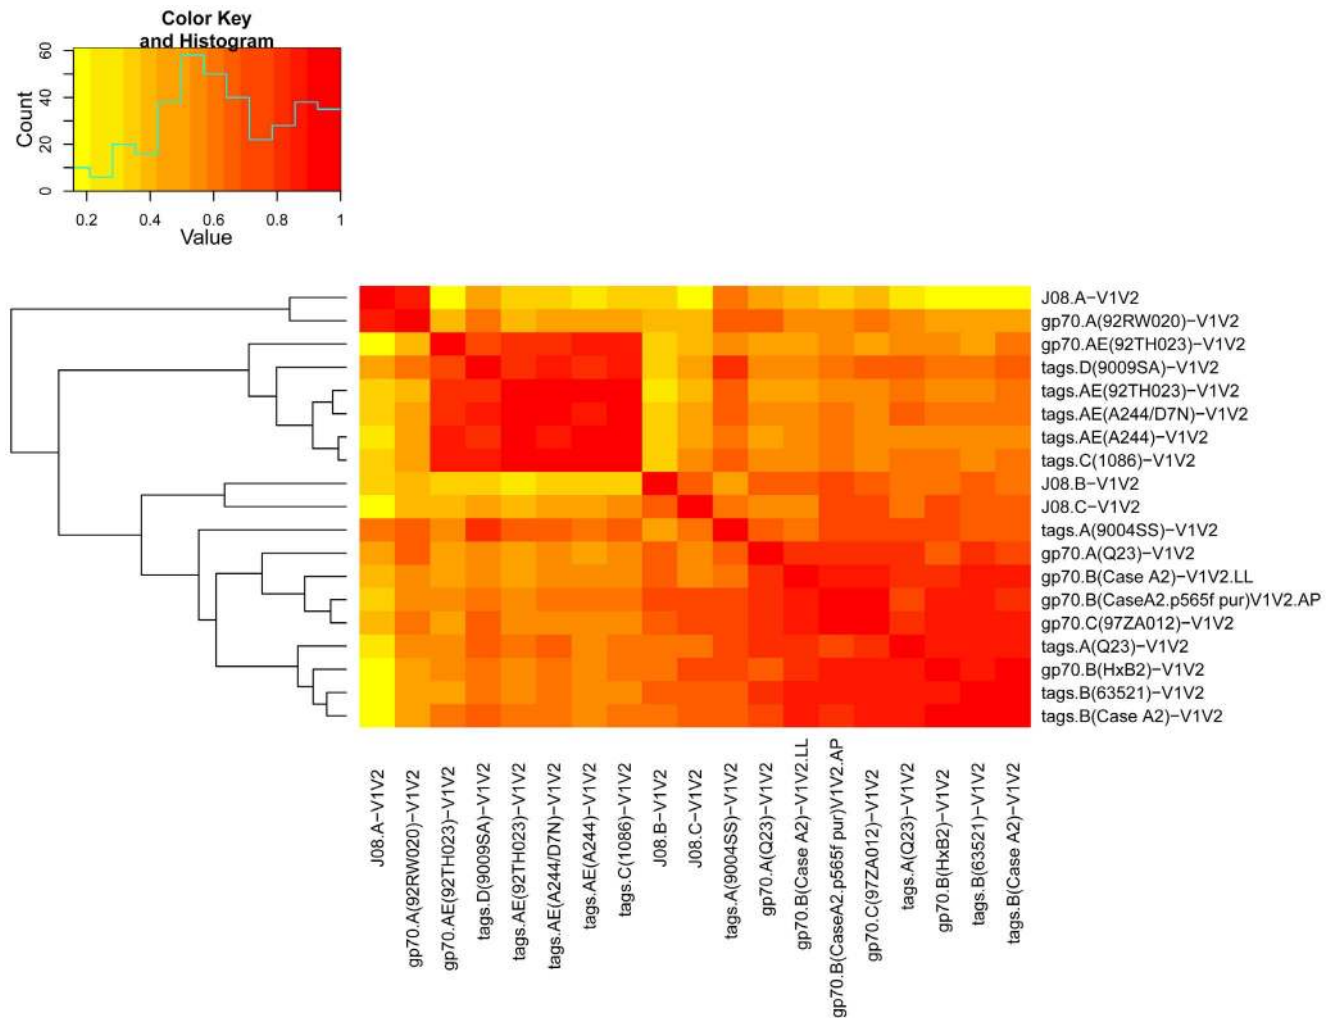 Color Key
and Histogram
Count
0
20
40
60
0.2 0.4 0.6 0.8 1
Value
J08.A−V1V2
gp70.A(92RW020)−V1V2
gp70.AE(92TH023)−V1V2
tags.D(9009SA)−V1V2
tags.AE(92TH023)−V1V2
tags.AE(A244/D7N)−V1V2
tags.AE(A244)−V1V2
tags.C(1086)−V1V2
J08.B−V1V2
J08.C−V1V2
tags.A(9004SS)−V1V2
gp70.A(Q23)−V1V2
gp70.B(Case A2)−V1V2.LL
gp70.B(CaseA2.p565f pur)V1V2.AP
gp70.C(97ZA012)−V1V2
tags.A(Q23)−V1V2
gp70.B(HxB2)−V1V2
tags.B(63521)−V1V2
tags.B(Case A2)−V1V2
J08.A−V1V2
gp70.A(92RW020)−V1V2
gp70.AE(92TH023)−V1V2
tags.D(9009SA)−V1V2
tags.AE(92TH023)−V1V2
tags.AE(A244/D7N)−V1V2
tags.AE(A244)−V1V2
tags.C(1086)−V1V2
J08.B−V1V2
J08.C−V1V2
tags.A(9004SS)−V1V2
gp70.A(Q23)−V1V2
gp70.B(Case A2)−V1V2.LL
gp70.B(CaseA2.p565f pur)V1V2.AP
gp70.C(97ZA012)−V1V2
tags.A(Q23)−V1V2
gp70.B(HxB2)−V1V2
tags.B(63521)−V1V2
tags.B(Case A2)−V1V2